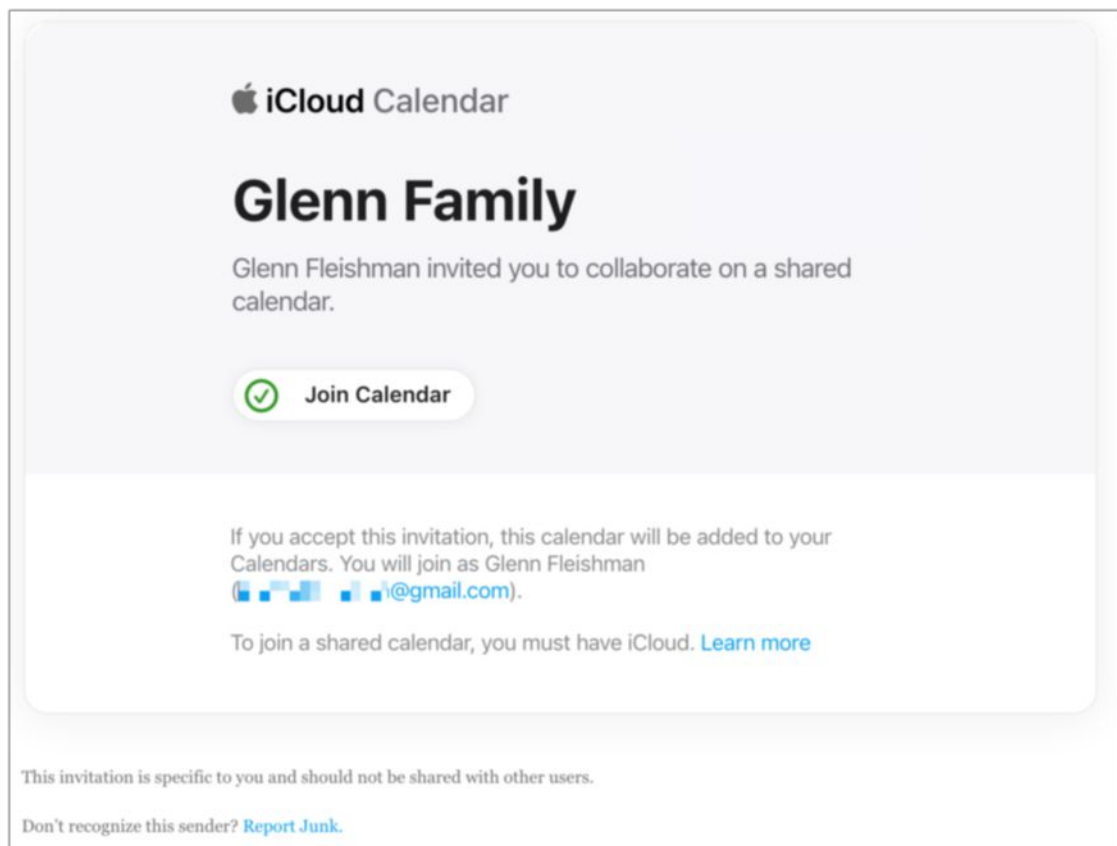 iCloud Calendar
Glenn Family
Glenn Fleishman invited you to collaborate on a shared
calendar.
Join Calendar
If you accept this invitation, this calendar will be added to your
Calendars. You will join as Glenn Fleishman
(@gmail.com).
To join a shared calendar, you must have iCloud. Learn more
This invitation is specific to you and should not be shared with other users.
Don't recognize this sender? Report Junk.